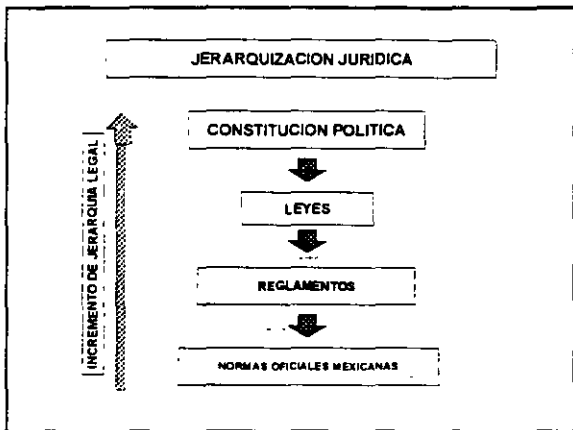 JERARQUIZACION JURIDICA
CONSTITUCION POLITICA
LEYES
REGLAMENTOS
NORMAS OFICIALES MEXICANAS
INCREMENTO DE JERARQUIA LEGAL